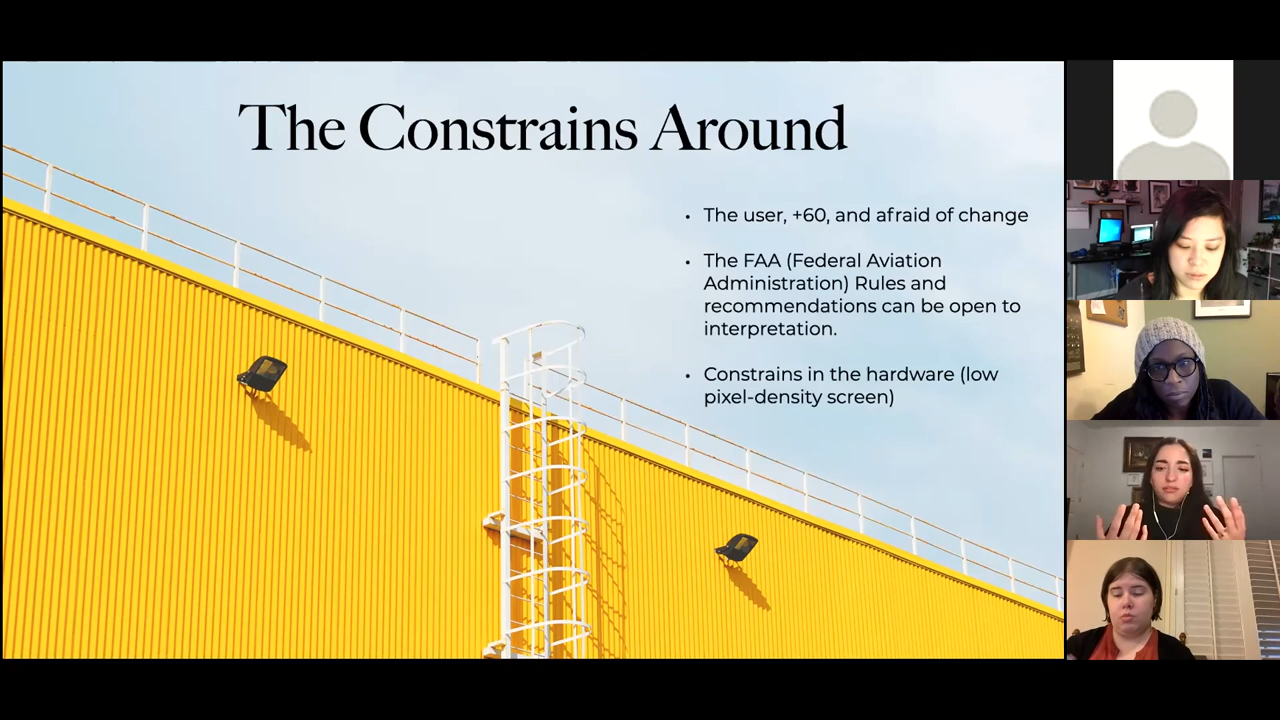 The Constrains Around
• The user, +60, and afraid of change
• The FAA (Federal Aviation
Administration) Rules and
recommendations can be open to
interpretation.
• Constrains in the hardware (low
pixel-density screen)